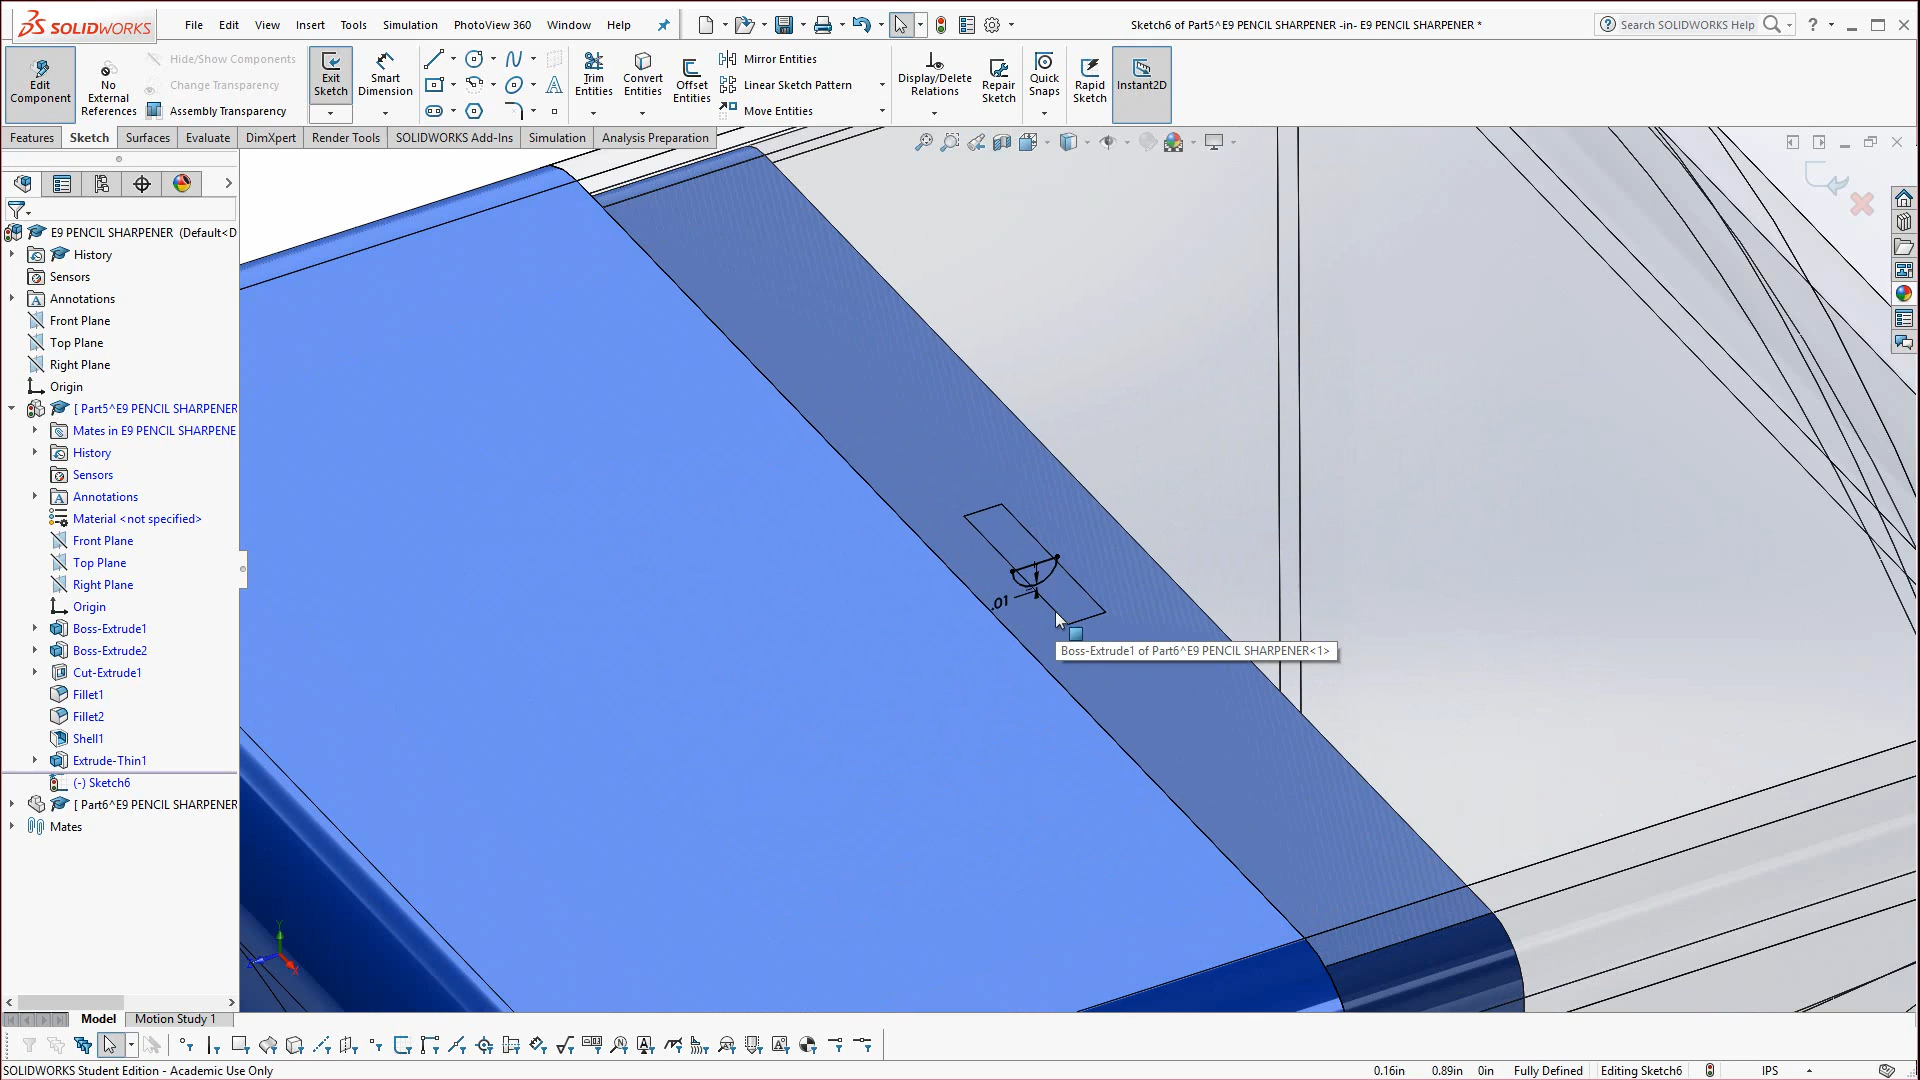 SOLIDWORKS
File Edit View Insert Tools Simulation PhotoView 360 Window Help
Sketch6 of Part5^E9 PENCIL SHARPENER -in- E9 PENCIL SHARPENER *
Search SOLIDWORKS Help
Edit Component
No External References
Hide/Show Components
Change Transparency
Assembly Transparency
Exit Sketch
Smart Dimension
Trim Entities
Convert Entities
Offset Entities
Mirror Entities
Linear Sketch Pattern
Move Entities
Display/Delete Relations
Repair Sketch
Quick Snaps
Rapid Sketch
Instant2D
Features Sketch Surfaces Evaluate DimXpert Render Tools SOLIDWORKS Add-Ins Simulation Analysis Preparation
E9 PENCIL SHARPENER (Default<D
History
Sensors
Annotations
Front Plane
Top Plane
Right Plane
Origin
[ Part5^E9 PENCIL SHARPENER
Mates in E9 PENCIL SHARPENE
History
Sensors
Annotations
Material <not specified>
Front Plane
Top Plane
Right Plane
Origin
Boss-Extrude1
Boss-Extrude2
Cut-Extrude1
Fillet1
Fillet2
Shell1
Extrude-Thin1
(-) Sketch6
[ Part6^E9 PENCIL SHARPENER
Mates
.01
Boss-Extrude1 of Part6^E9 PENCIL SHARPENER<1>
Y
Z
X
Model Motion Study 1
SOLIDWORKS Student Edition - Academic Use Only
0.16in 0.89in 0in Fully Defined Editing Sketch6 IPS